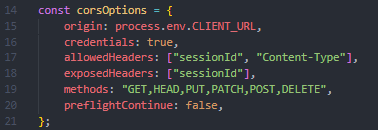 14 const corsOptions = {
15 origin: process.env.CLIENT_URL,
16 credentials: true,
17 allowedHeaders: ["sessionId", "Content-Type"],
18 exposedHeaders: ["sessionId"],
19 methods: "GET,HEAD,PUT,PATCH,POST,DELETE",
20 preflightContinue: false,
21 };